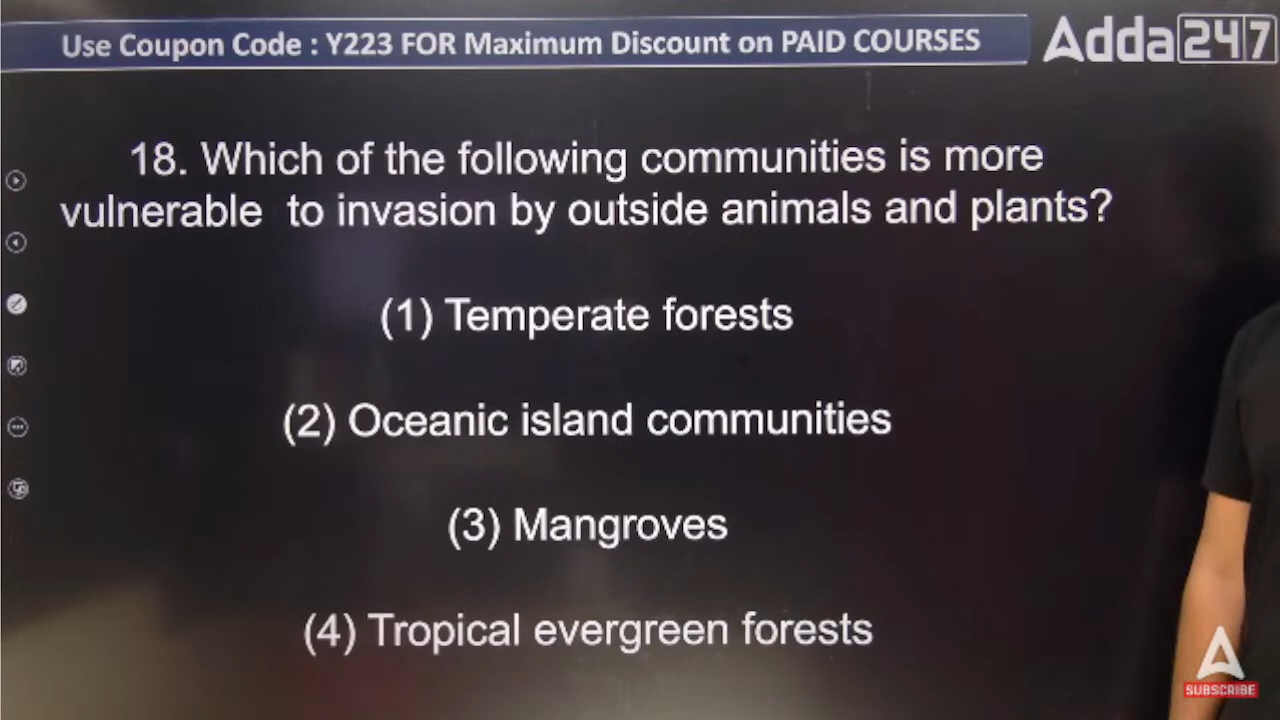 Use Coupon Code : Y223 FOR Maximum Discount on PAID COURSES
Adda247
18. Which of the following communities is more
vulnerable to invasion by outside animals and plants?
(1) Temperate forests
(2) Oceanic island communities
(3) Mangroves
(4) Tropical evergreen forests
A
SUBSCRIBE